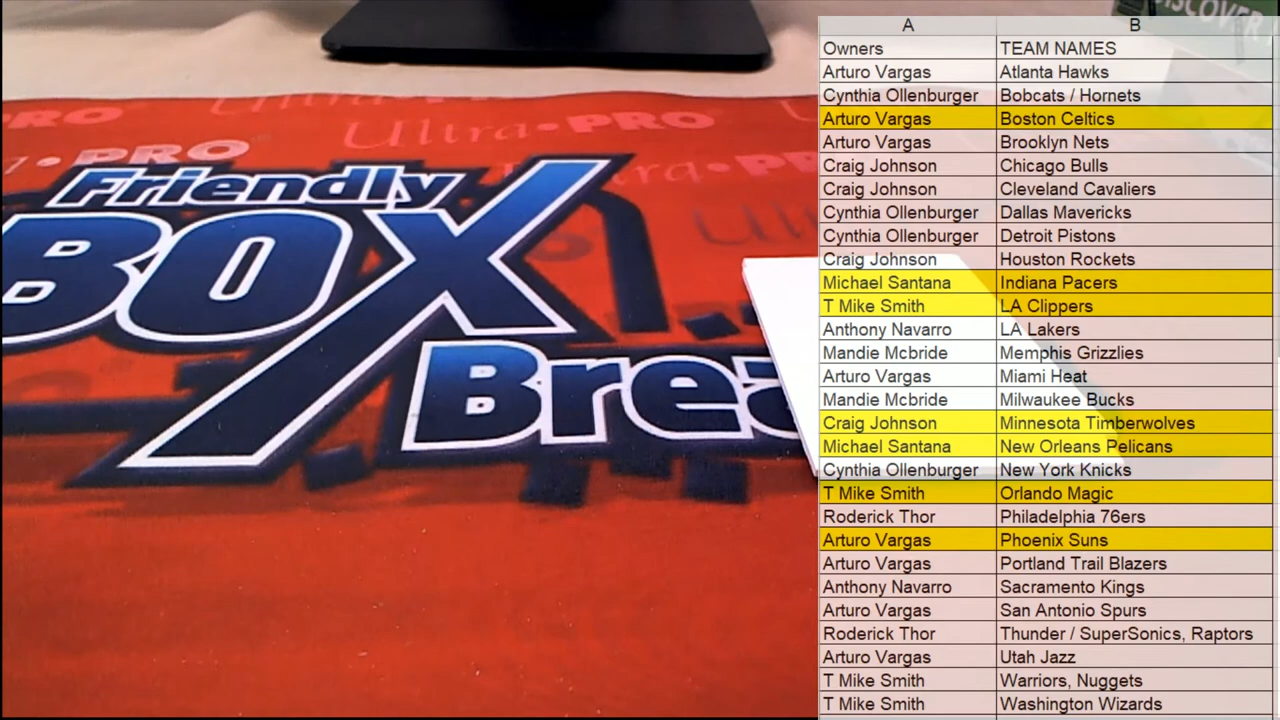 DISCOVER
Ultra•PRO
PRO
Ultra•PRO
•PRO
Friendly
BOX
Brea
A B
Owners TEAM NAMES
Arturo Vargas Atlanta Hawks
Cynthia Ollenburger Bobcats / Hornets
Arturo Vargas Boston Celtics
Arturo Vargas Brooklyn Nets
Craig Johnson Chicago Bulls
Craig Johnson Cleveland Cavaliers
Cynthia Ollenburger Dallas Mavericks
Cynthia Ollenburger Detroit Pistons
Craig Johnson Houston Rockets
Michael Santana Indiana Pacers
T Mike Smith LA Clippers
Anthony Navarro LA Lakers
Mandie Mcbride Memphis Grizzlies
Arturo Vargas Miami Heat
Mandie Mcbride Milwaukee Bucks
Craig Johnson Minnesota Timberwolves
Michael Santana New Orleans Pelicans
Cynthia Ollenburger New York Knicks
T Mike Smith Orlando Magic
Roderick Thor Philadelphia 76ers
Arturo Vargas Phoenix Suns
Arturo Vargas Portland Trail Blazers
Anthony Navarro Sacramento Kings
Arturo Vargas San Antonio Spurs
Roderick Thor Thunder / SuperSonics, Raptors
Arturo Vargas Utah Jazz
T Mike Smith Warriors, Nuggets
T Mike Smith Washington Wizards